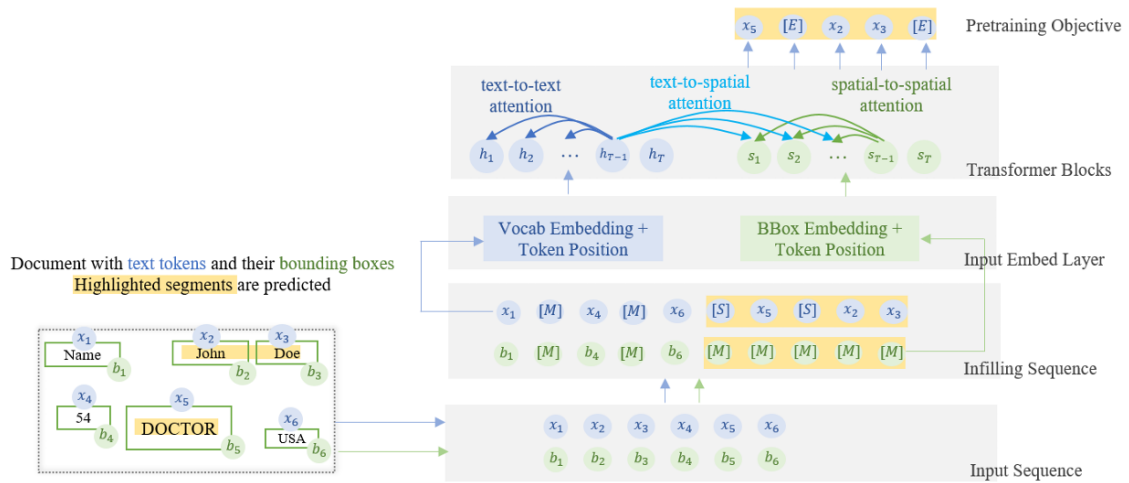 x5 [E] x2 x3 [E]
Pretraining Objective
text-to-text attention
text-to-spatial attention
spatial-to-spatial attention
h1 h2 … hT−1 hT
s1 s2 … sT−1 sT
Transformer Blocks
Vocab Embedding + Token Position
BBox Embedding + Token Position
Input Embed Layer
Document with text tokens and their bounding boxes
Highlighted segments are predicted
x1 [M] x4 [M] x6 [S] x5 [S] x2 x3
b1 [M] b4 [M] b6 [M] [M] [M] [M] [M]
Infilling Sequence
x1 x2 x3
Name John Doe
b1 b2 b3
x4 x5 x6
54 DOCTOR USA
b4 b5 b6
x1 x2 x3 x4 x5 x6
b1 b2 b3 b4 b5 b6
Input Sequence